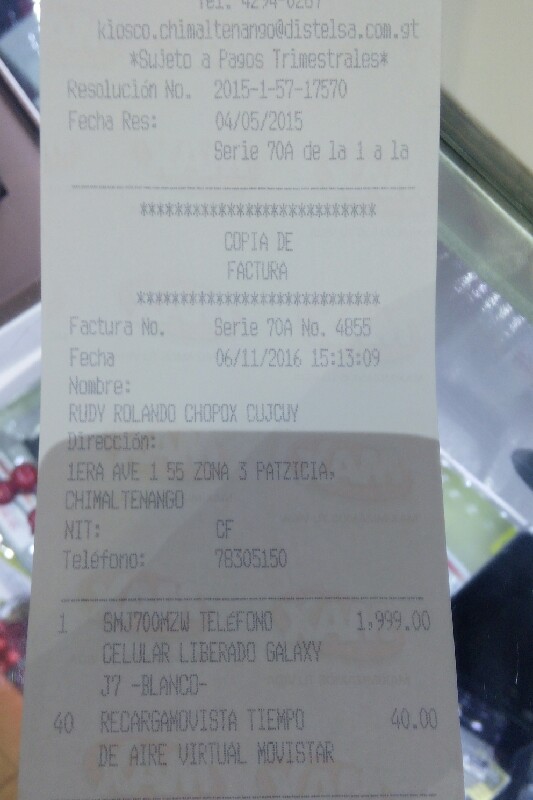 Tel. 4294-0267
kiosco.chimaltenango@distelsa.com.gt
*Sujeto a Pagos Trimestrales*
Resolución No. 2015-1-57-17570
Fecha Res: 04/05/2015
Serie 70A de la 1 a la
***************************
COPIA DE
FACTURA
***************************
Factura No. Serie 70A No. 4855
Fecha 06/11/2016 15:13:09
Nombre:
RUDY ROLANDO CHOPOX CUJCUY
Dirección:
1ERA AVE 1 55 ZONA 3 PATZICIA,
CHIMALTENANGO
NIT: CF
Teléfono: 78305150
1 SMJ700MZW TELéFONO 1,999.00
CELULAR LIBERADO GALAXY
J7 -BLANCO-
40 RECARGAMOVISTA TIEMPO 40.00
DE AIRE VIRTUAL MOVISTAR